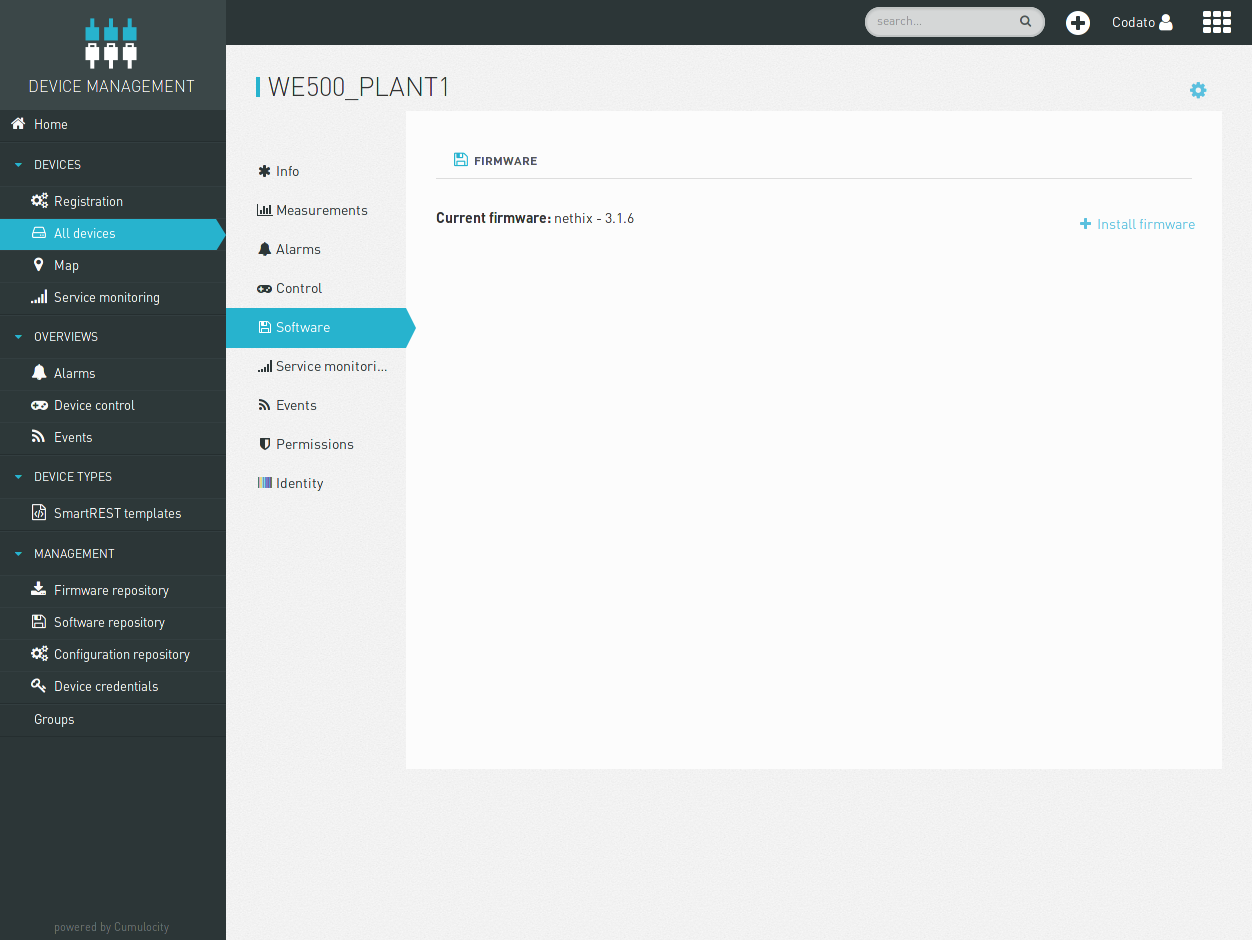 search...
Codato
DEVICE MANAGEMENT
Home
DEVICES
Registration
All devices
Map
Service monitoring
OVERVIEWS
Alarms
Device control
Events
DEVICE TYPES
SmartREST templates
MANAGEMENT
Firmware repository
Software repository
Configuration repository
Device credentials
Groups
powered by Cumulocity
WE500_PLANT1
Info
Measurements
Alarms
Control
Software
Service monitori...
Events
Permissions
Identity
FIRMWARE
Current firmware: nethix - 3.1.6
Install firmware